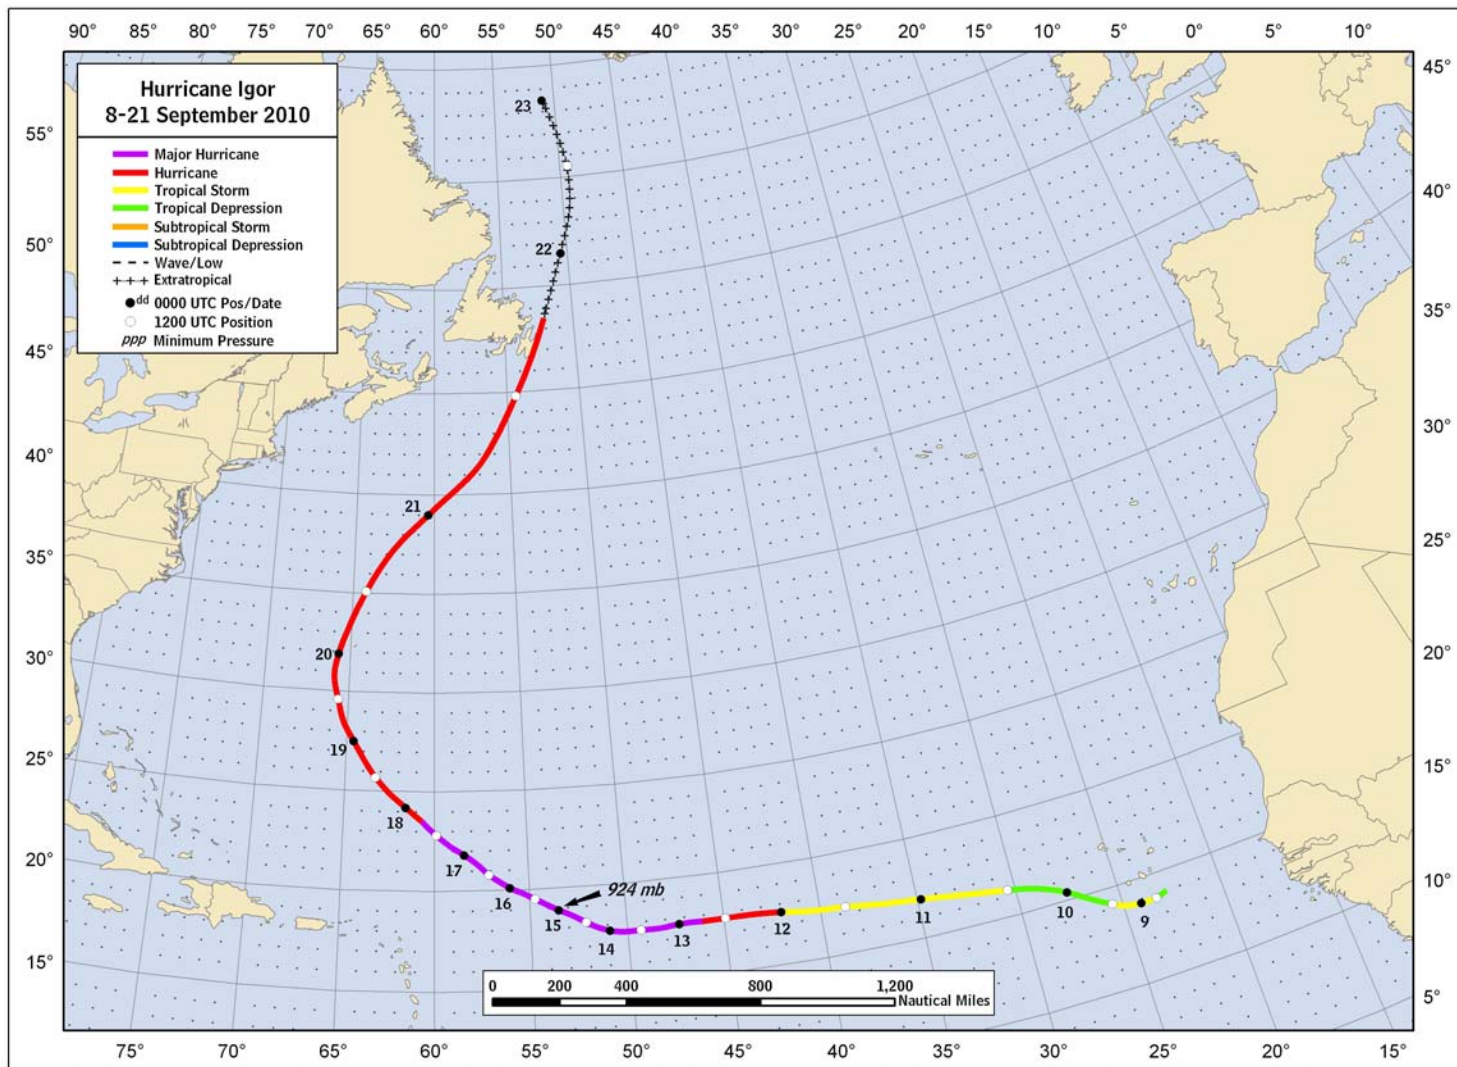 90° 85° 80° 75° 70° 65° 60° 55° 50° 45° 40° 35° 30° 25° 20° 15° 10° 5° 0° 5° 10°
Hurricane Igor
8-21 September 2010
Major Hurricane
Hurricane
Tropical Storm
Tropical Depression
Subtropical Storm
Subtropical Depression
Wave/Low
Extratropical
dd 0000 UTC Pos/Date
1200 UTC Position
ppp Minimum Pressure
55°
50°
45°
40°
35°
30°
25°
20°
15°
45°
40°
35°
30°
25°
20°
15°
10°
5°
23
22
21
20
19
18
17
16
924 mb
15
14
13
12
11
10
9
0 200 400 800 1,200
Nautical Miles
75° 70° 65° 60° 55° 50° 45° 40° 35° 30° 25° 20° 15°